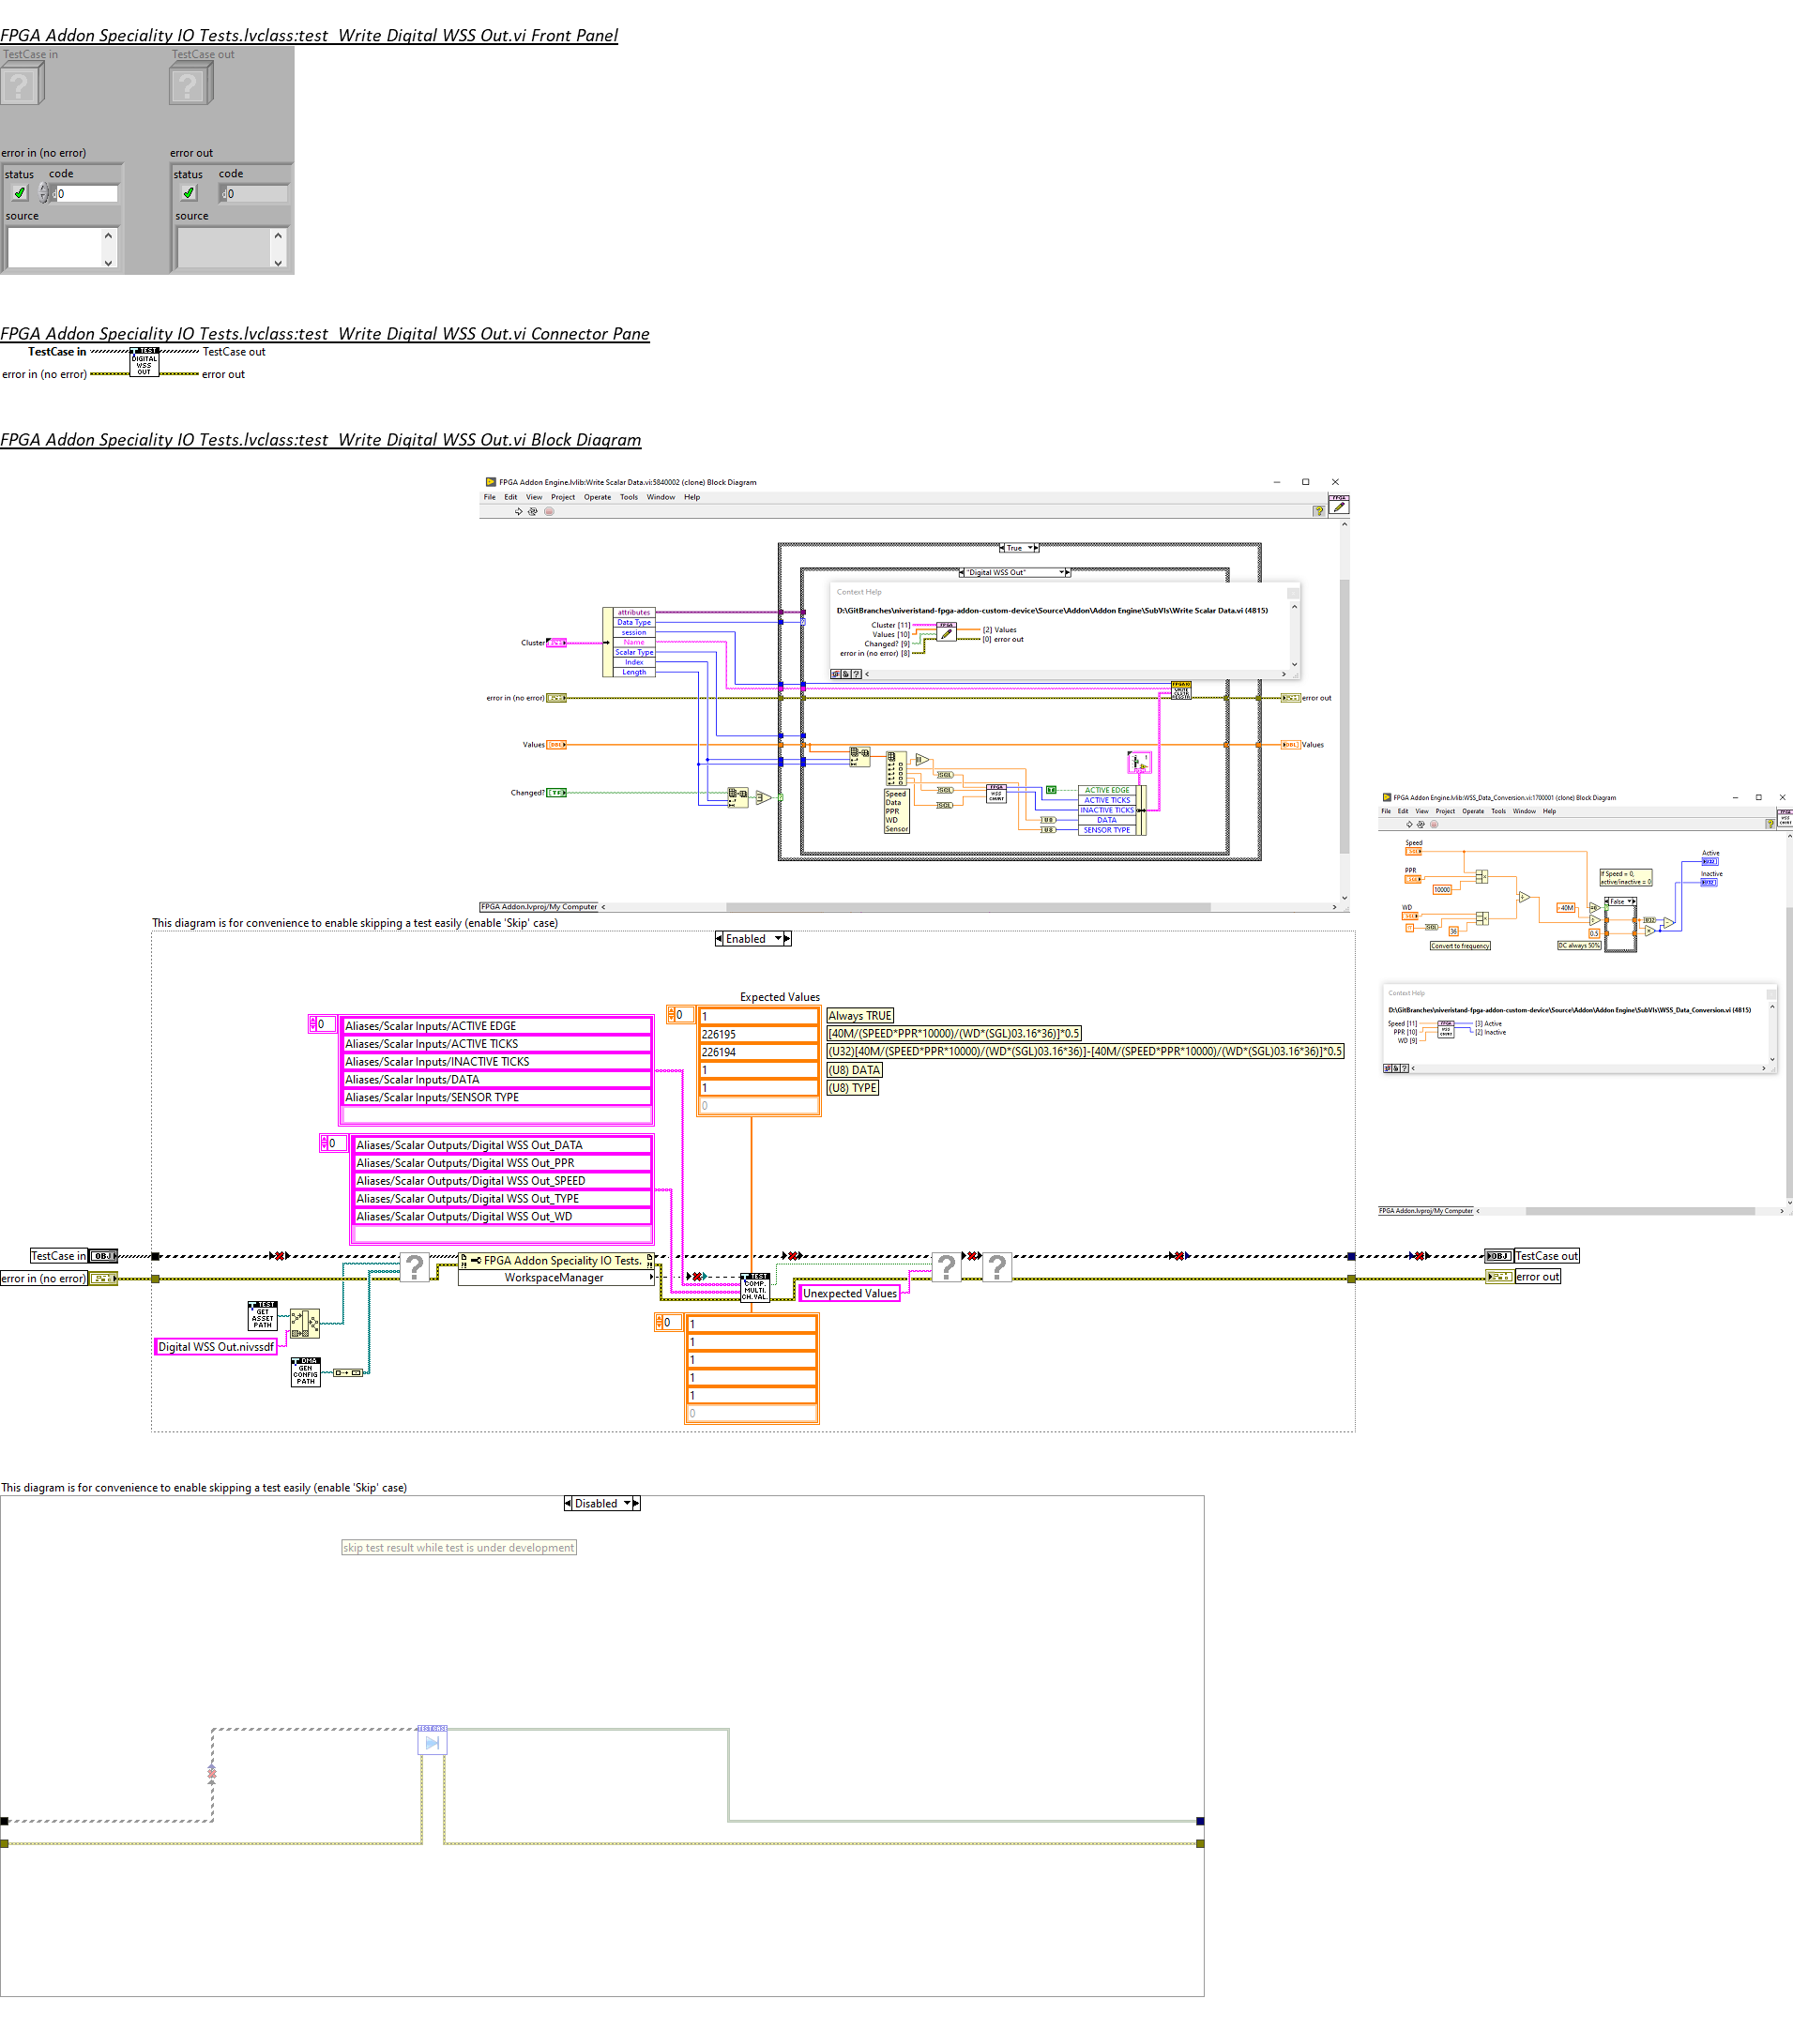 FPGA Addon Speciality IO Tests.lvclass:test_Write Digital WSS Out.vi Front Panel
TestCase in
TestCase out
error in (no error)
error out
status
code
status
code
0
0
source
source
FPGA Addon Speciality IO Tests.lvclass:test_Write Digital WSS Out.vi Connector Pane
TestCase in
TestCase out
TEST
DIGITAL
WSS
OUT
error in (no error)
error out
FPGA Addon Speciality IO Tests.lvclass:test_Write Digital WSS Out.vi Block Diagram
FPGA Addon Engine.lvlib:Write Scalar Data.vi:5840002 (clone) Block Diagram
File Edit View Project Operate Tools Window Help
True
"Digital WSS Out"
Context Help
D:\GitBranches\niveristand-fpga-addon-custom-device\Source\Addon\Addon Engine\SubVIs\Write Scalar Data.vi (4815)
Cluster [11]
Values [10]
Changed? [9]
error in (no error) [8]
[2] Values
[0] error out
Cluster
attributes
Data Type
session
Name
Scalar Type
Index
Length
error in (no error)
error out
Values
Values
Changed?
Speed
Data
PPR
WD
Sensor
ACTIVE EDGE
ACTIVE TICKS
INACTIVE TICKS
DATA
SENSOR TYPE
FPGA Addon.lvproj/My Computer
FPGA Addon Engine.lvlib:WSS_Data_Conversion.vi:1700001 (clone) Block Diagram
File Edit View Project Operate Tools Window Help
Speed
PPR
10000
WD
36
Convert to frequency
40M
If Speed = 0,
active/inactive = 0
False
0.5
DC always 50%
Active
Inactive
Context Help
D:\GitBranches\niveristand-fpga-addon-custom-device\Source\Addon\Addon Engine\SubVIs\WSS_Data_Conversion.vi (4815)
Speed [11]
PPR [10]
WD [9]
[3] Active
[2] Inactive
FPGA Addon.lvproj/My Computer
This diagram is for convenience to enable skipping a test easily (enable 'Skip' case)
Enabled
Expected Values
0
Aliases/Scalar Inputs/ACTIVE EDGE
Aliases/Scalar Inputs/ACTIVE TICKS
Aliases/Scalar Inputs/INACTIVE TICKS
Aliases/Scalar Inputs/DATA
Aliases/Scalar Inputs/SENSOR TYPE
0
1
226195
226194
1
1
0
Always TRUE
[40M/(SPEED*PPR*10000)/(WD*(SGL)03.16*36)]*0.5
(U32)[40M/(SPEED*PPR*10000)/(WD*(SGL)03.16*36)]-[40M/(SPEED*PPR*10000)/(WD*(SGL)03.16*36)]*0.5
(U8) DATA
(U8) TYPE
0
Aliases/Scalar Outputs/Digital WSS Out_DATA
Aliases/Scalar Outputs/Digital WSS Out_PPR
Aliases/Scalar Outputs/Digital WSS Out_SPEED
Aliases/Scalar Outputs/Digital WSS Out_TYPE
Aliases/Scalar Outputs/Digital WSS Out_WD
TestCase in
OBJ
error in (no error)
FPGA Addon Speciality IO Tests.
WorkspaceManager
TEST
COMP.
MULTI.
CH.VAL.
Unexpected Values
OBJ
TestCase out
error out
TEST
GET
ASSET
PATH
Digital WSS Out.nivssdf
DMA
GEN
CONFIG
PATH
0
1
1
1
1
1
0
This diagram is for convenience to enable skipping a test easily (enable 'Skip' case)
Disabled
skip test result while test is under development